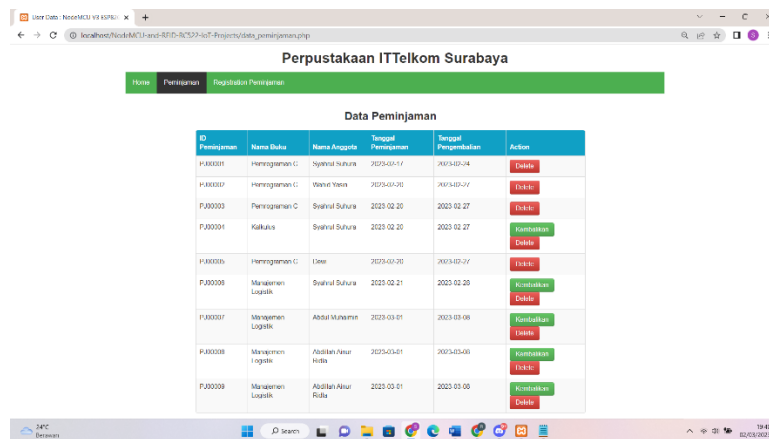 User Data : NodeMCU V3 ESP8266
localhost/NodeMCU-and-RFID-RC522-IoT-Projects/data_peminjaman.php
Perpustakaan ITTelkom Surabaya
Home Peminjaman Registration Peminjaman
Data Peminjaman
ID Peminjaman Nama Buku Nama Anggota Tanggal Peminjaman Tanggal Pengembalian Action
PJ00001 Pemrograman C Syahrul Suhura 2023-02-17 2023-02-24 Delete
PJ00002 Pemrograman C Wahid Yasin 2023-02-20 2023-02-27 Delete
PJ00003 Pemrograman C Syahrul Suhura 2023-02-20 2023-02-27 Delete
PJ00004 Kalkulus Syahrul Suhura 2023-02-20 2023-02-27 Kembalikan
Delete
PJ00005 Pemrograman C Dewi 2023-02-20 2023-02-27 Delete
PJ00006 Manajemen Logistik Syahrul Suhura 2023-02-21 2023-02-28 Kembalikan
Delete
PJ00007 Manajemen Logistik Abdul Muhaimin 2023-03-01 2023-03-08 Kembalikan
Delete
PJ00008 Manajemen Logistik Abdillah Ainur Ridla 2023-03-01 2023-03-08 Kembalikan
Delete
PJ00009 Manajemen Logistik Abdillah Ainur Ridla 2023-03-01 2023-03-08 Kembalikan
Delete
24°C
Berawan
Search
02/03/2023